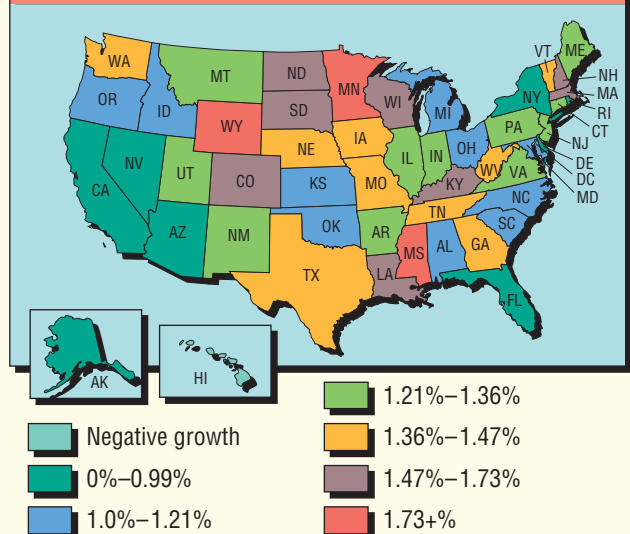 WA
MT
ND
MN
VT
ME
OR
ID
WY
SD
WI
MI
NY
NH
MA
RI
CT
NV
UT
CO
NE
IA
IL
IN
OH
PA
NJ
DE
DC
MD
CA
AZ
NM
KS
MO
KY
WV
VA
OK
AR
TN
NC
SC
TX
LA
MS
AL
GA
FL
AK
HI
Negative growth
0%–0.99%
1.0%–1.21%
1.21%–1.36%
1.36%–1.47%
1.47%–1.73%
1.73+%